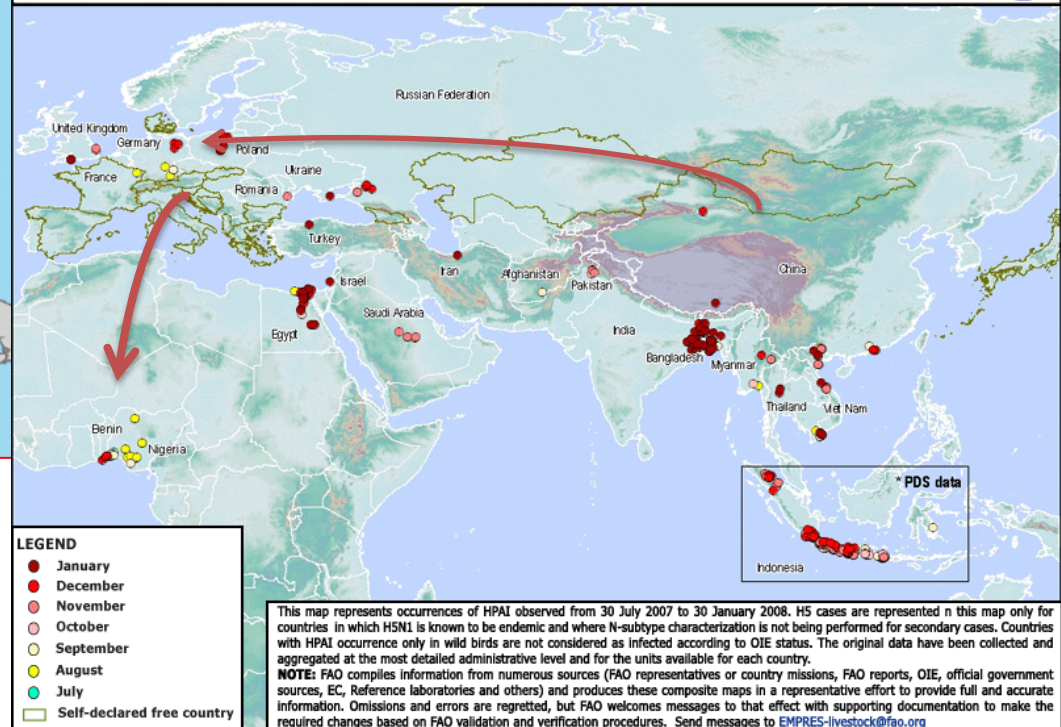 Russian Federation
United Kingdom
Germany
Poland
France
Ukraine
Romania
Turkey
Iran
Afghanistan
Pakistan
China
Israel
Egypt
Saudi Arabia
India
Bangladesh
Myanmar
Thailand
Viet Nam
Benin
Nigeria
* PDS data
Indonesia
LEGEND
January
December
November
October
September
August
July
Self-declared free country
This map represents occurrences of HPAI observed from 30 July 2007 to 30 January 2008. H5 cases are represented n this map only for
countries in which H5N1 is known to be endemic and where N-subtype characterization is not being performed for secondary cases. Countries
with HPAI occurrence only in wild birds are not considered as infected according to OIE status. The original data have been collected and
aggregated at the most detailed administrative level and for the units available for each country.
NOTE: FAO compiles information from numerous sources (FAO representatives or country missions, FAO reports, OIE, official government
sources, EC, Reference laboratories and others) and produces these composite maps in a representative effort to provide full and accurate
information. Omissions and errors are regretted, but FAO welcomes messages to that effect with supporting documentation to make the
required changes based on FAO validation and verification procedures. Send messages to EMPRES-livestock@fao.org